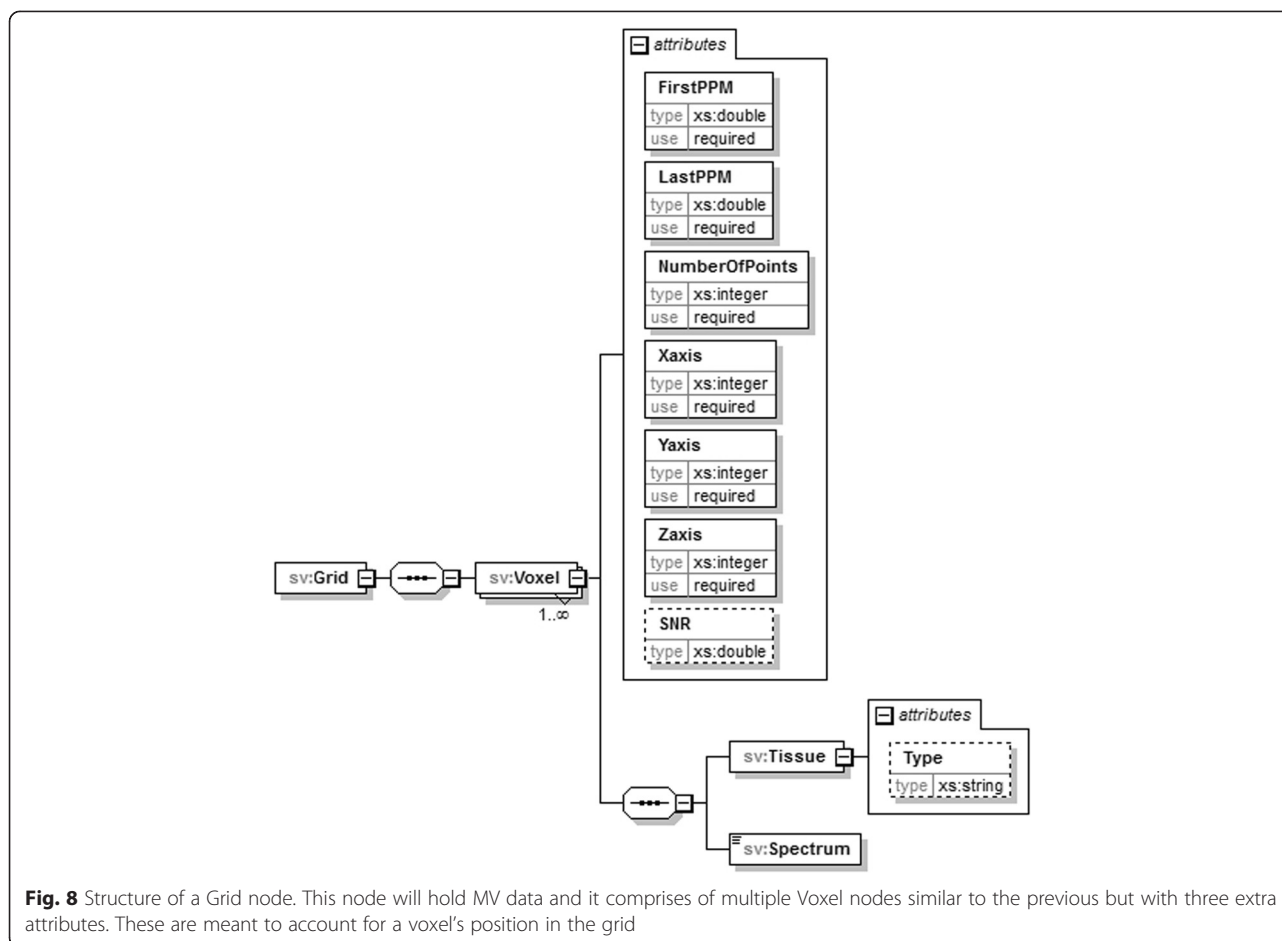 attributes
FirstPPM
type xs:double
use required
LastPPM
type xs:double
use required
NumberOfPoints
type xs:integer
use required
Xaxis
type xs:integer
use required
Yaxis
type xs:integer
use required
Zaxis
type xs:integer
use required
SNR
type xs:double
sv:Grid
sv:Voxel
1..∞
attributes
sv:Tissue
Type
type xs:string
sv:Spectrum
Fig. 8 Structure of a Grid node. This node will hold MV data and it comprises of multiple Voxel nodes similar to the previous but with three extra
attributes. These are meant to account for a voxel's position in the grid